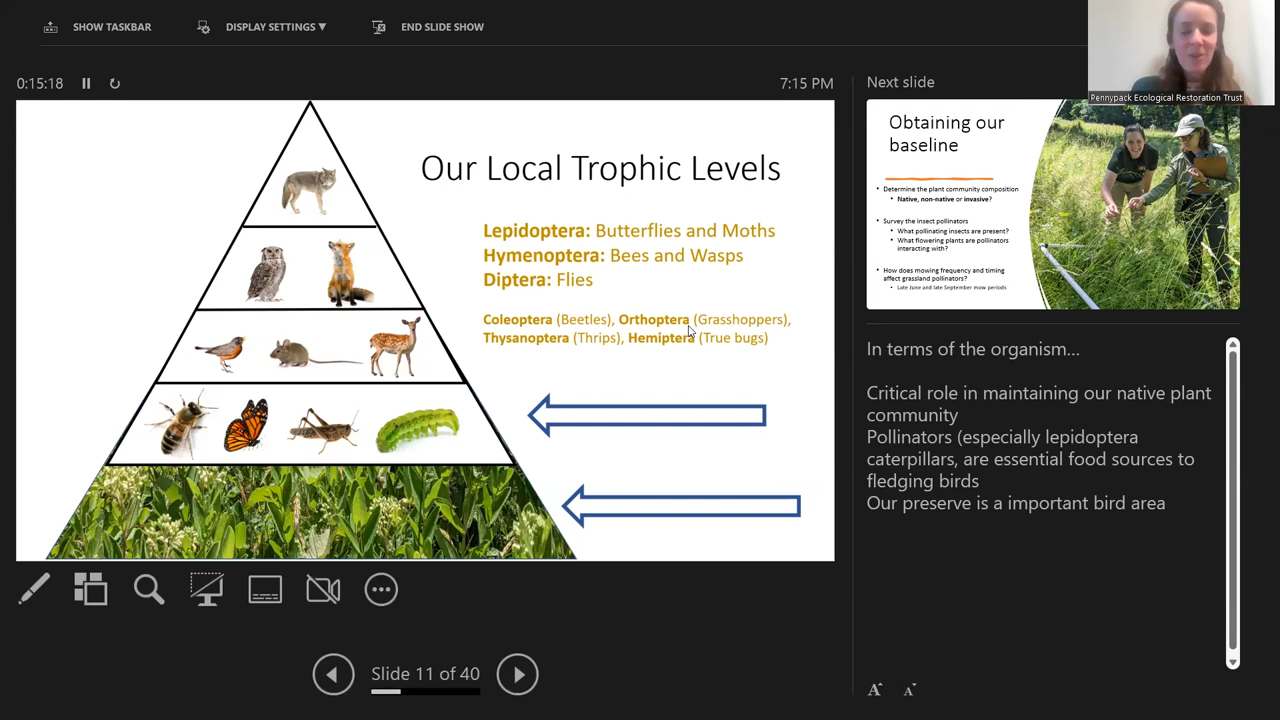 SHOW TASKBAR
DISPLAY SETTINGS ▼
END SLIDE SHOW
0:15:18
7:15 PM
Our Local Trophic Levels
Lepidoptera: Butterflies and Moths
Hymenoptera: Bees and Wasps
Diptera: Flies
Coleoptera (Beetles), Orthoptera (Grasshoppers),
Thysanoptera (Thrips), Hemiptera (True bugs)
Slide 11 of 40
Pennypack Ecological Restoration Trust
Next slide
Obtaining our
baseline
• Determine the plant community composition
• Native, non-native or invasive?
• Survey the insect pollinators
• What pollinating insects are present?
• What flowering plants are pollinators
interacting with?
• How does mowing frequency and timing
affect grassland pollinators?
• Late June and late September mow periods
In terms of the organism...
Critical role in maintaining our native plant
community
Pollinators (especially lepidoptera
caterpillars, are essential food sources to
fledging birds
Our preserve is a important bird area
A A